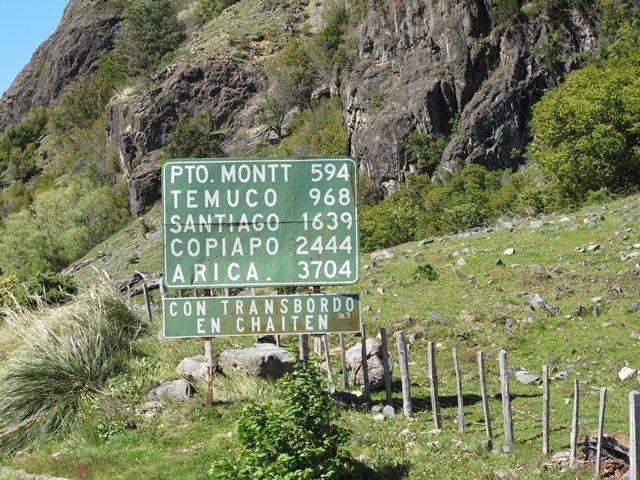 PTO. MONTT 594
TEMUCO 968
SANTIAGO 1639
COPIAPO 2444
ARICA. 3704
CON TRANSBORDO
EN CHAITEN